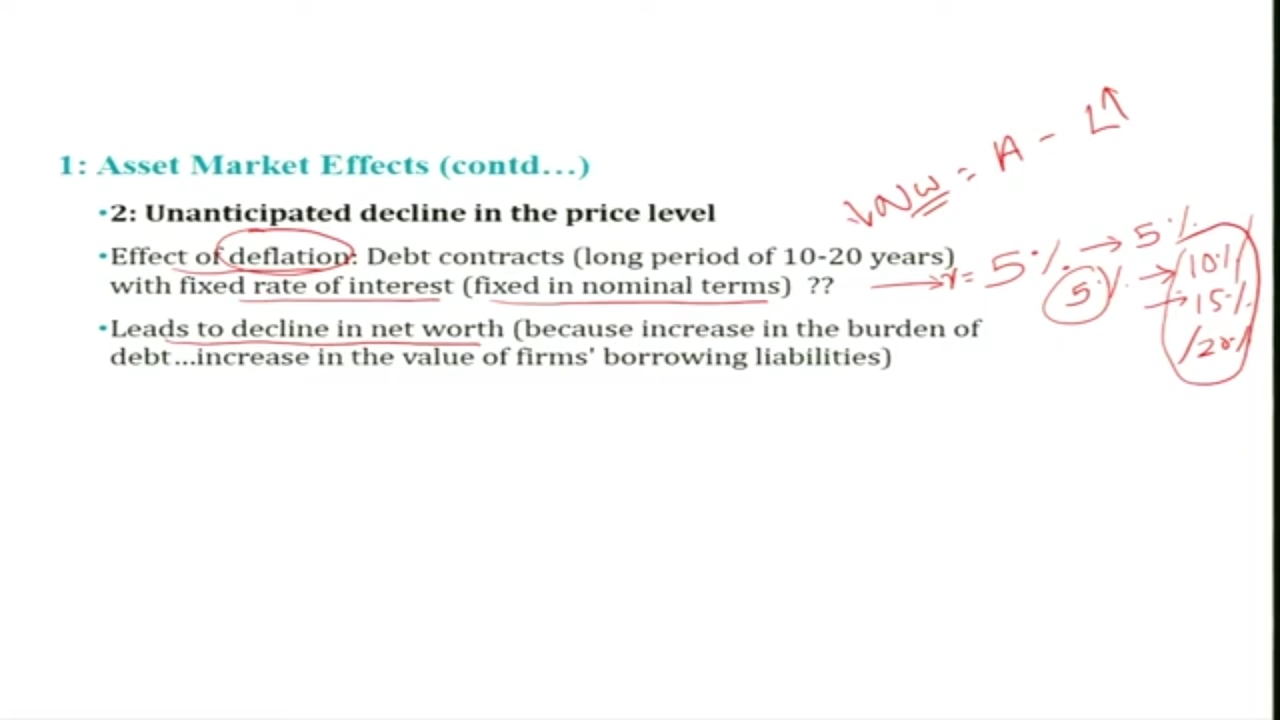 1: Asset Market Effects (contd...)
•2: Unanticipated decline in the price level
•Effect of deflation: Debt contracts (long period of 10-20 years)
with fixed rate of interest (fixed in nominal terms) ??
•Leads to decline in net worth (because increase in the burden of
debt...increase in the value of firms' borrowing liabilities)
↓NW = A - L↑
→ r = 5% → 5%
5% → 10%
→ 15%
/20%